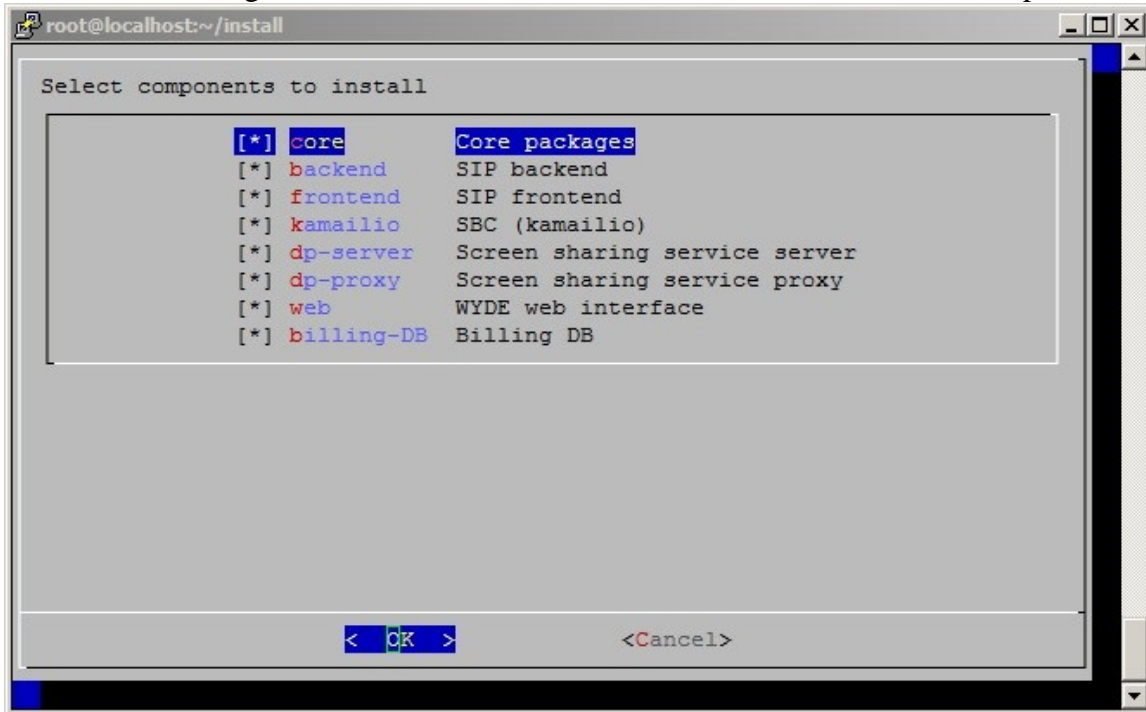 root@localhost:~/install
Select components to install
[*] core Core packages
[*] backend SIP backend
[*] frontend SIP frontend
[*] kamailio SBC (kamailio)
[*] dp-server Screen sharing service server
[*] dp-proxy Screen sharing service proxy
[*] web WYDE web interface
[*] billing-DB Billing DB
< OK > <Cancel>